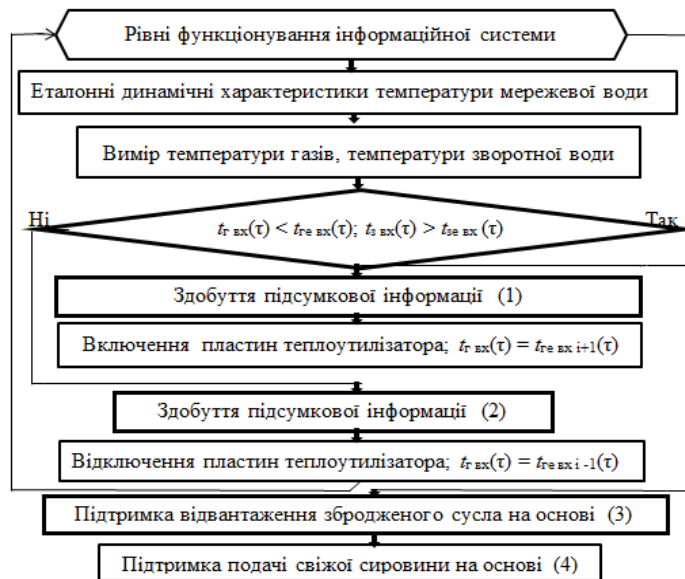 Рівні функціонування інформаційної системи
Еталонні динамічні характеристики температури мережевої води
Вимір температури газів, температури зворотної води
Ні
Так
tг вх(τ) < tге вх(τ); tз вх(τ) > tзе вх (τ)
Здобуття підсумкової інформації (1)
Включення пластин теплоутилізатора; tг вх(τ) = tге вх i+1(τ)
Здобуття підсумкової інформації (2)
Відключення пластин теплоутилізатора; tг вх(τ) = tге вх i -1(τ)
Підтримка відвантаження збродженого сусла на основі (3)
Підтримка подачі свіжої сировини на основі (4)